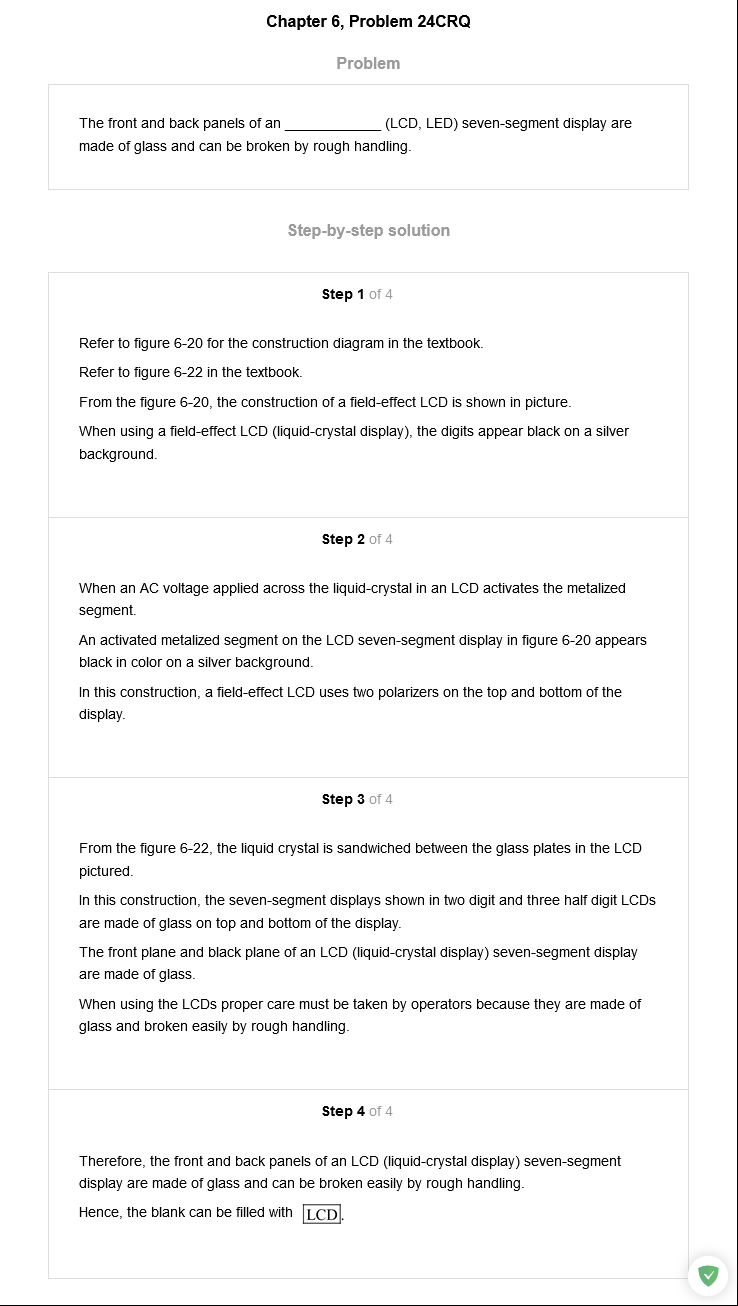 Chapter 6, Problem 24CRQ
Problem
The front and back panels of an ____________ (LCD, LED) seven-segment display are
made of glass and can be broken by rough handling.
Step-by-step solution
Step 1 of 4
Refer to figure 6-20 for the construction diagram in the textbook.
Refer to figure 6-22 in the textbook.
From the figure 6-20, the construction of a field-effect LCD is shown in picture.
When using a field-effect LCD (liquid-crystal display), the digits appear black on a silver
background.
Step 2 of 4
When an AC voltage applied across the liquid-crystal in an LCD activates the metalized
segment.
An activated metalized segment on the LCD seven-segment display in figure 6-20 appears
black in color on a silver background.
In this construction, a field-effect LCD uses two polarizers on the top and bottom of the
display.
Step 3 of 4
From the figure 6-22, the liquid crystal is sandwiched between the glass plates in the LCD
pictured.
In this construction, the seven-segment displays shown in two digit and three half digit LCDs
are made of glass on top and bottom of the display.
The front plane and black plane of an LCD (liquid-crystal display) seven-segment display
are made of glass.
When using the LCDs proper care must be taken by operators because they are made of
glass and broken easily by rough handling.
Step 4 of 4
Therefore, the front and back panels of an LCD (liquid-crystal display) seven-segment
display are made of glass and can be broken easily by rough handling.
Hence, the blank can be filled with LCD.